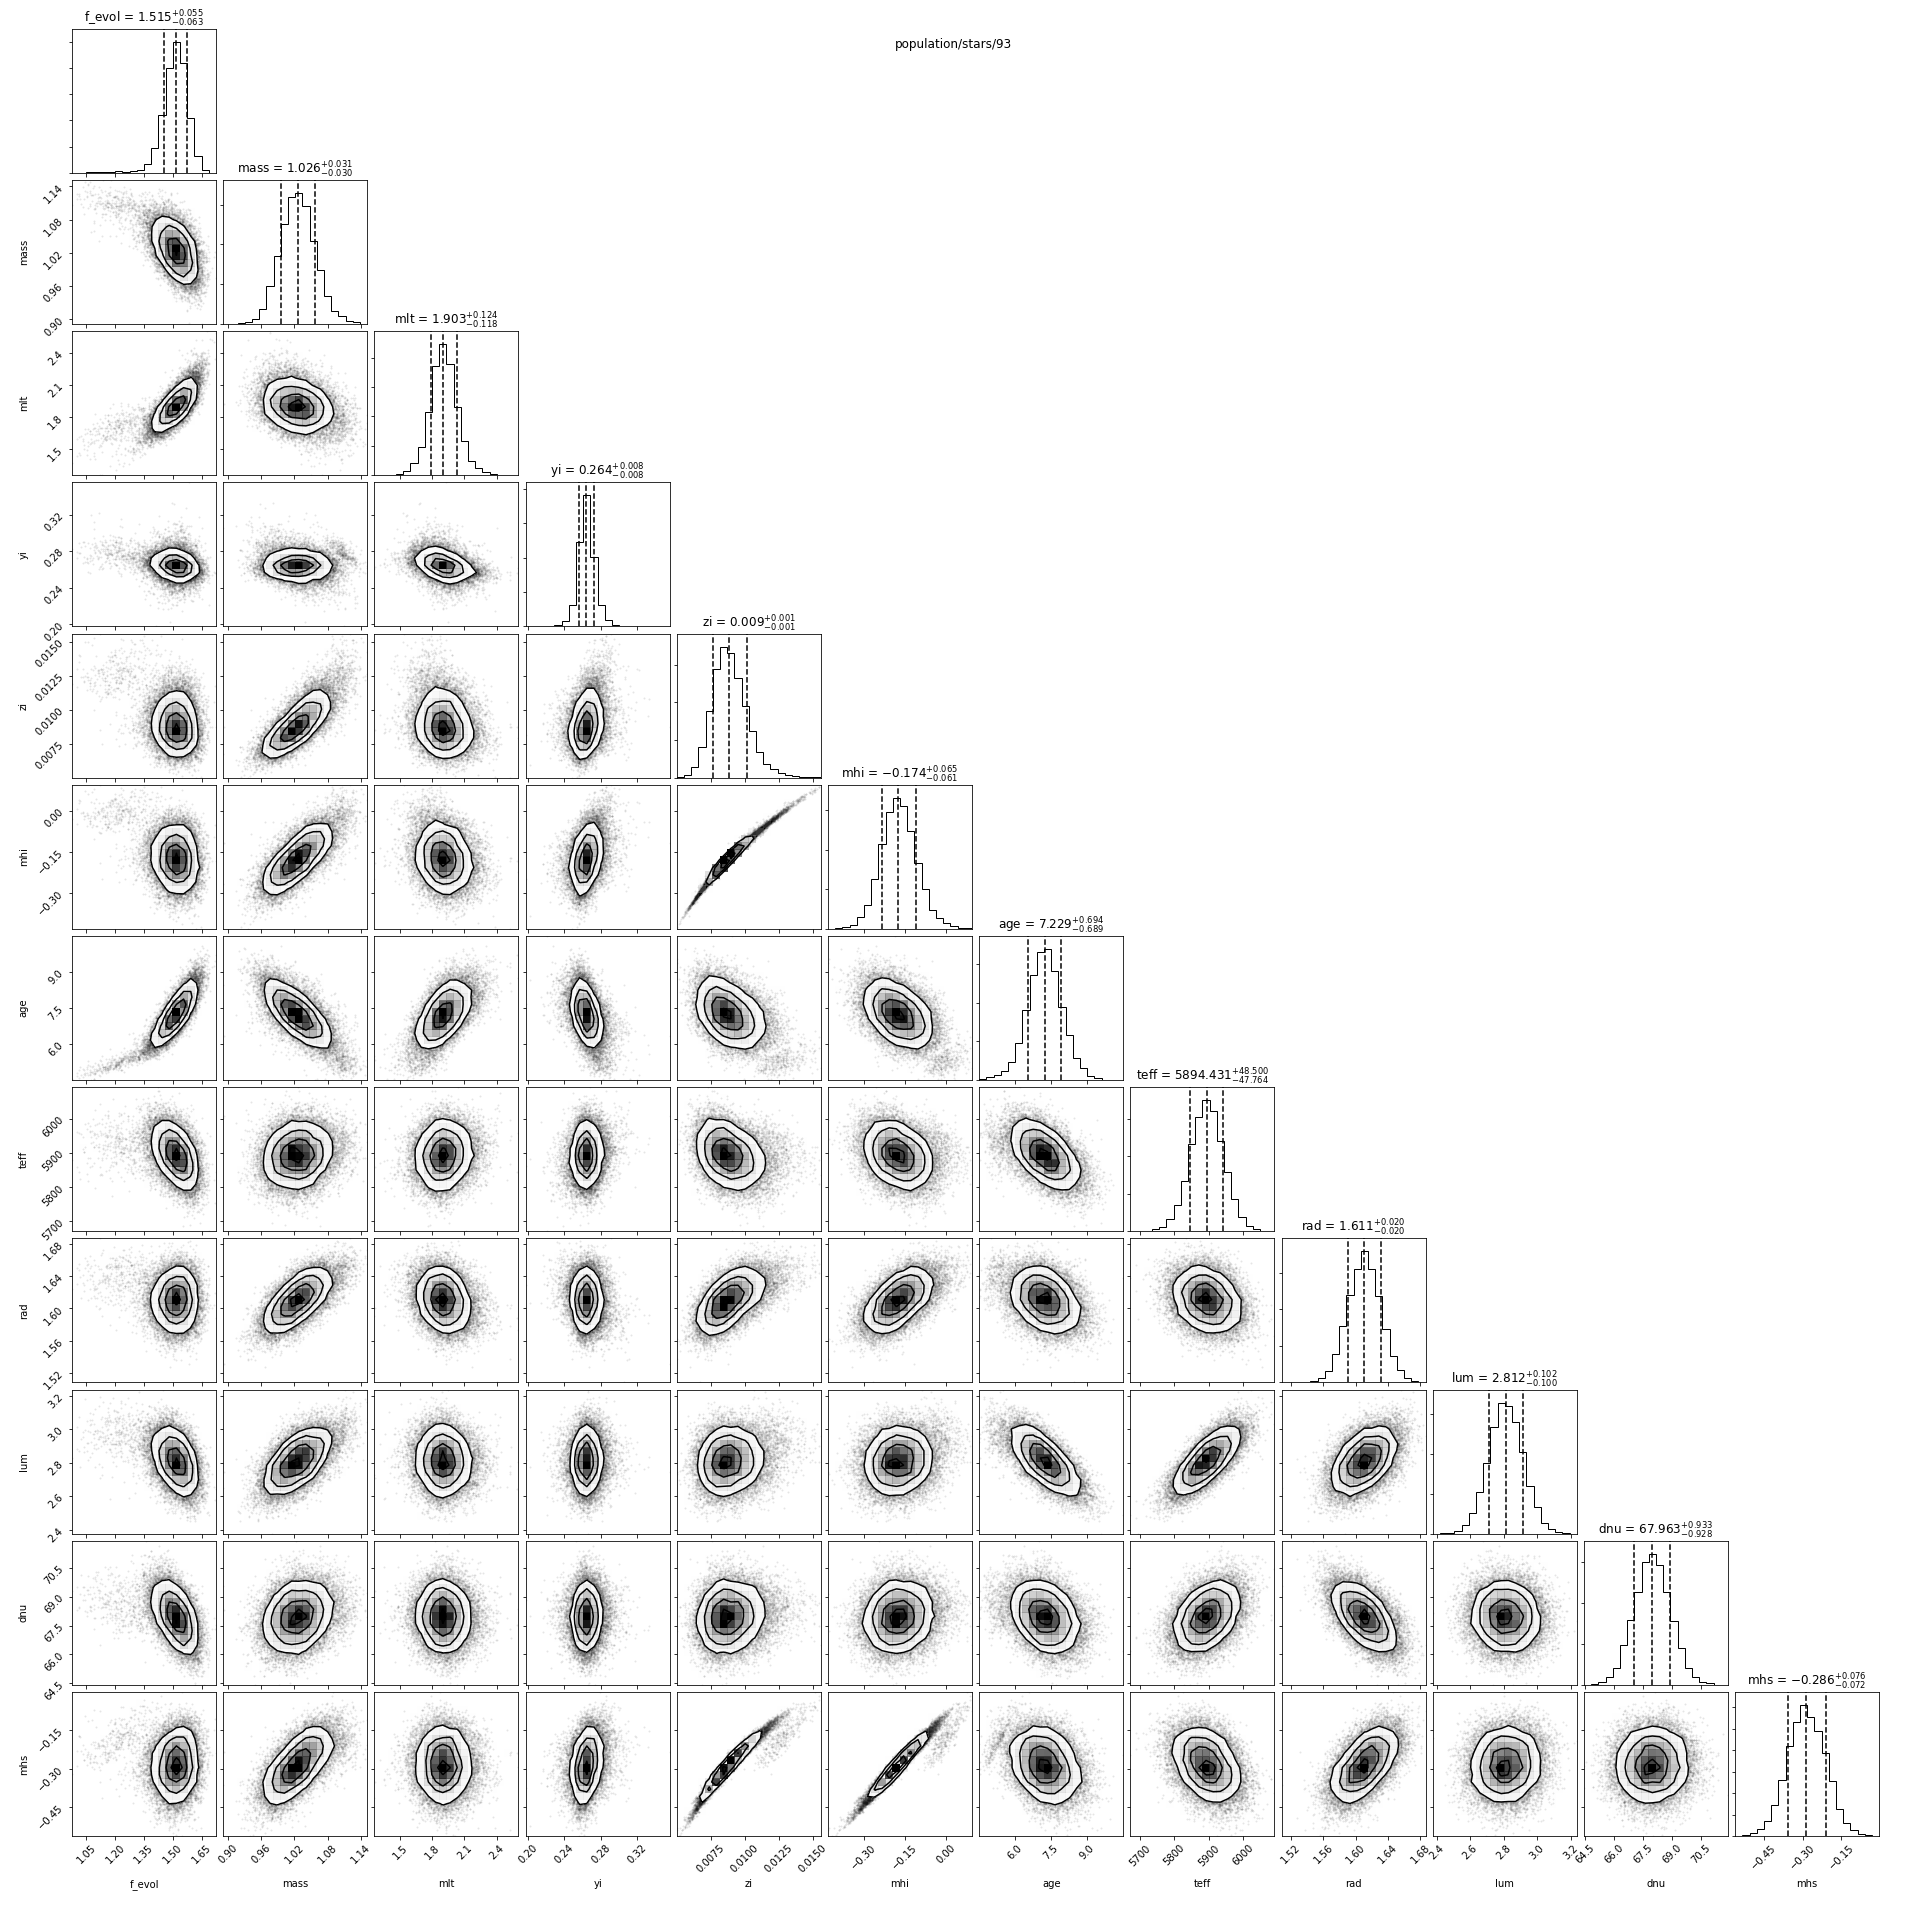 f_evol = 1.515+0.055−0.063
population/stars/93
mass = 1.026+0.031−0.030
1.14
1.08
1.02
0.96
0.90
mass
mlt = 1.903+0.124−0.118
2.4
2.1
1.8
1.5
mlt
yi = 0.264+0.008−0.008
0.32
0.28
0.24
0.20
yi
zi = 0.009+0.001−0.001
0.0150
0.0125
0.0100
0.0075
zi
mhi = −0.174+0.065−0.061
0.00
−0.15
−0.30
mhi
age = 7.229+0.694−0.689
9.0
7.5
6.0
age
teff = 5894.431+48.500−47.764
6000
5900
5800
5700
teff
rad = 1.611+0.020−0.020
1.68
1.64
1.60
1.56
1.52
rad
lum = 2.812+0.102−0.100
3.2
3.0
2.8
2.6
2.4
lum
dnu = 67.963+0.933−0.928
70.5
69.0
67.5
66.0
64.5
dnu
mhs = −0.286+0.076−0.072
−0.15
−0.30
−0.45
mhs
1.05 1.20 1.35 1.50 1.65 0.90 0.96 1.02 1.08 1.14 1.5 1.8 2.1 2.4 0.20 0.24 0.28 0.32 0.0075 0.0100 0.0125 0.0150 −0.30 −0.15 0.00 6.0 7.5 9.0 5700 5800 5900 6000 1.52 1.56 1.60 1.64 1.68 2.4 2.6 2.8 3.0 3.2 64.5 66.0 67.5 69.0 70.5 −0.45 −0.30 −0.15
f_evol mass mlt yi zi mhi age teff rad lum dnu mhs